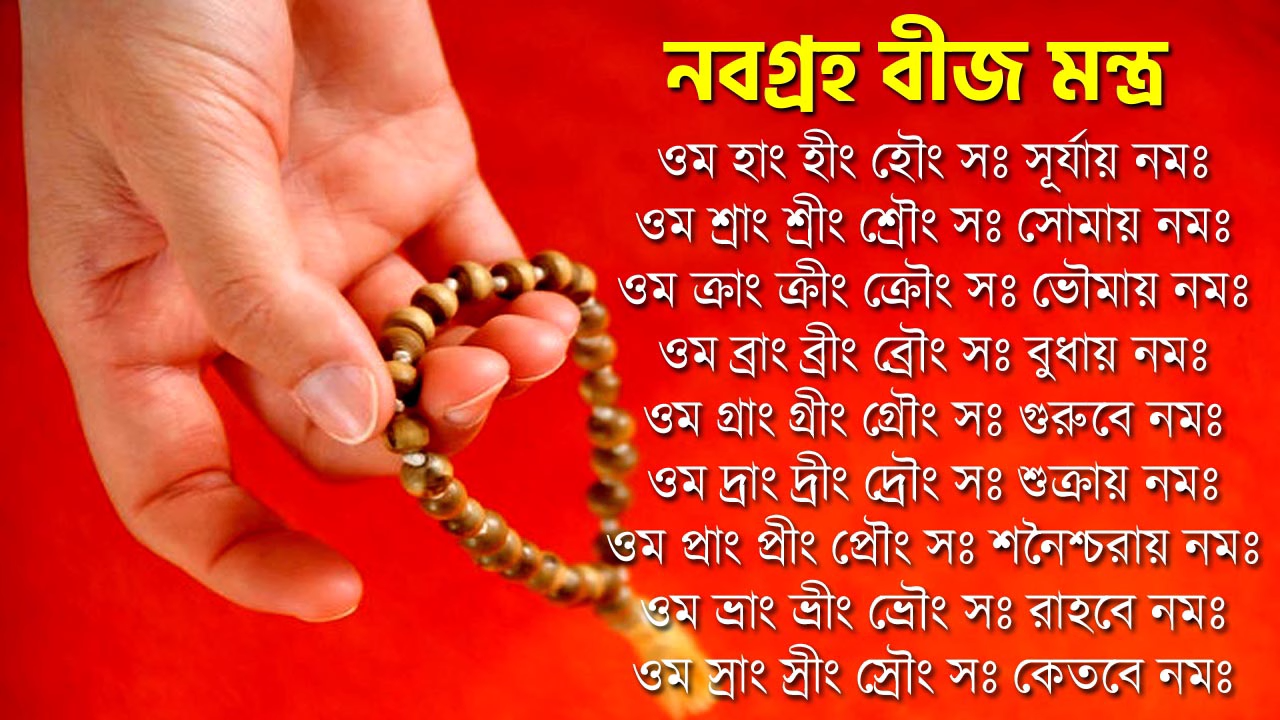 নবগ্রহ বীজ মন্ত্র
ওম হাং হীং হৌং সঃ সূর্যায় নমঃ
ওম শ্রাং শ্রীং শ্রৌং সঃ সোমায় নমঃ
ওম ক্রাং ক্রীং ক্রৌং সঃ ভৌমায় নমঃ
ওম ব্রাং ব্রীং ব্রৌং সঃ বুধায় নমঃ
ওম গ্রাং গ্রীং গ্রৌং সঃ গুরুবে নমঃ
ওম দ্রাং দ্রীং দ্রৌং সঃ শুক্রায় নমঃ
ওম প্রাং প্রীং প্রৌং সঃ শনৈশ্চরায় নমঃ
ওম ভ্রাং ভ্রীং ভ্রৌং সঃ রাহবে নমঃ
ওম স্রাং স্রীং স্রৌং সঃ কেতবে নমঃ